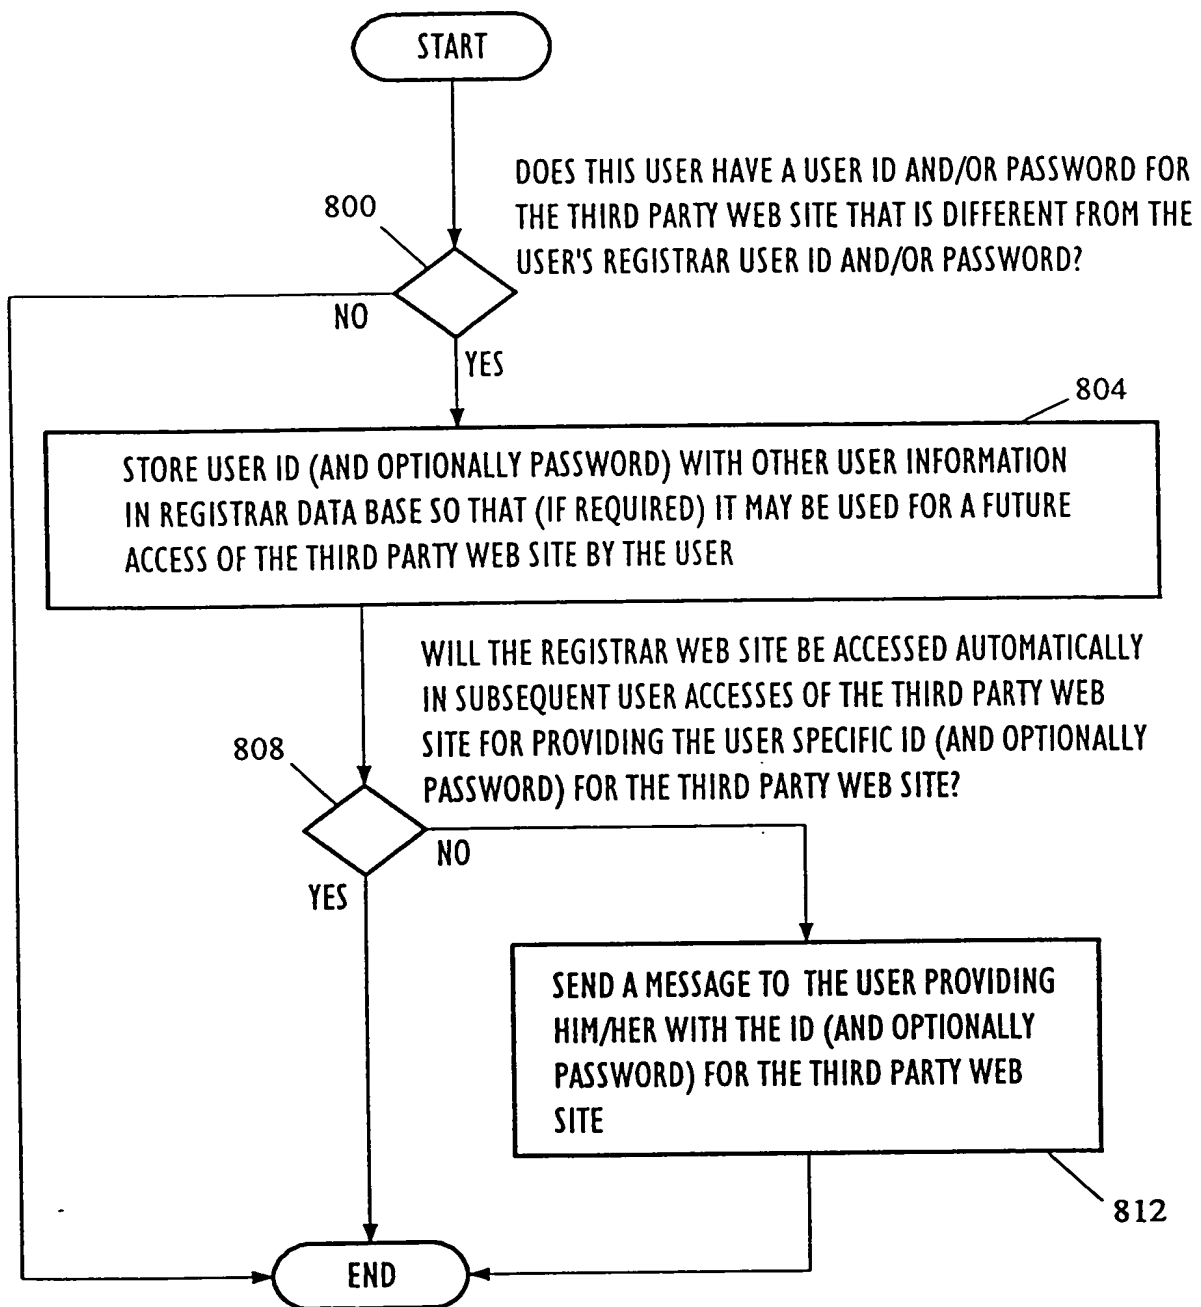 START
DOES THIS USER HAVE A USER ID AND/OR PASSWORD FOR
THE THIRD PARTY WEB SITE THAT IS DIFFERENT FROM THE
USER'S REGISTRAR USER ID AND/OR PASSWORD?
800
NO
YES
804
STORE USER ID (AND OPTIONALLY PASSWORD) WITH OTHER USER INFORMATION
IN REGISTRAR DATA BASE SO THAT (IF REQUIRED) IT MAY BE USED FOR A FUTURE
ACCESS OF THE THIRD PARTY WEB SITE BY THE USER
WILL THE REGISTRAR WEB SITE BE ACCESSED AUTOMATICALLY
IN SUBSEQUENT USER ACCESSES OF THE THIRD PARTY WEB
SITE FOR PROVIDING THE USER SPECIFIC ID (AND OPTIONALLY
PASSWORD) FOR THE THIRD PARTY WEB SITE?
808
NO
YES
SEND A MESSAGE TO THE USER PROVIDING
HIM/HER WITH THE ID (AND OPTIONALLY
PASSWORD) FOR THE THIRD PARTY WEB
SITE
812
END